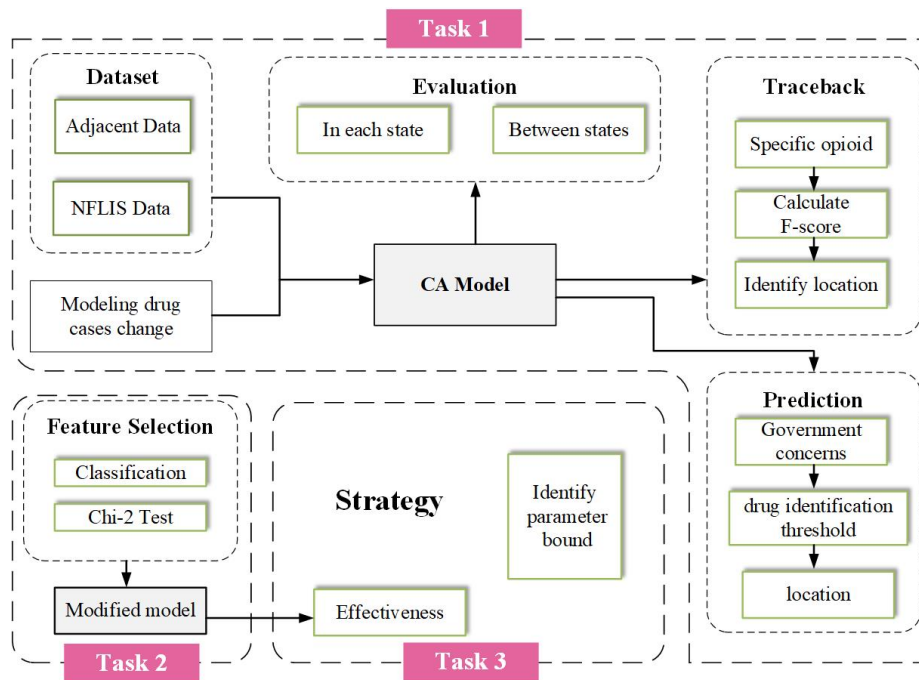 Task 1
Dataset
Adjacent Data
NFLIS Data
Modeling drug
cases change
Evaluation
In each state
Between states
CA Model
Traceback
Specific opioid
Calculate
F-score
Identify location
Prediction
Government
concerns
drug identification
threshold
location
Feature Selection
Classification
Chi-2 Test
Modified model
Task 2
Strategy
Identify
parameter
bound
Effectiveness
Task 3